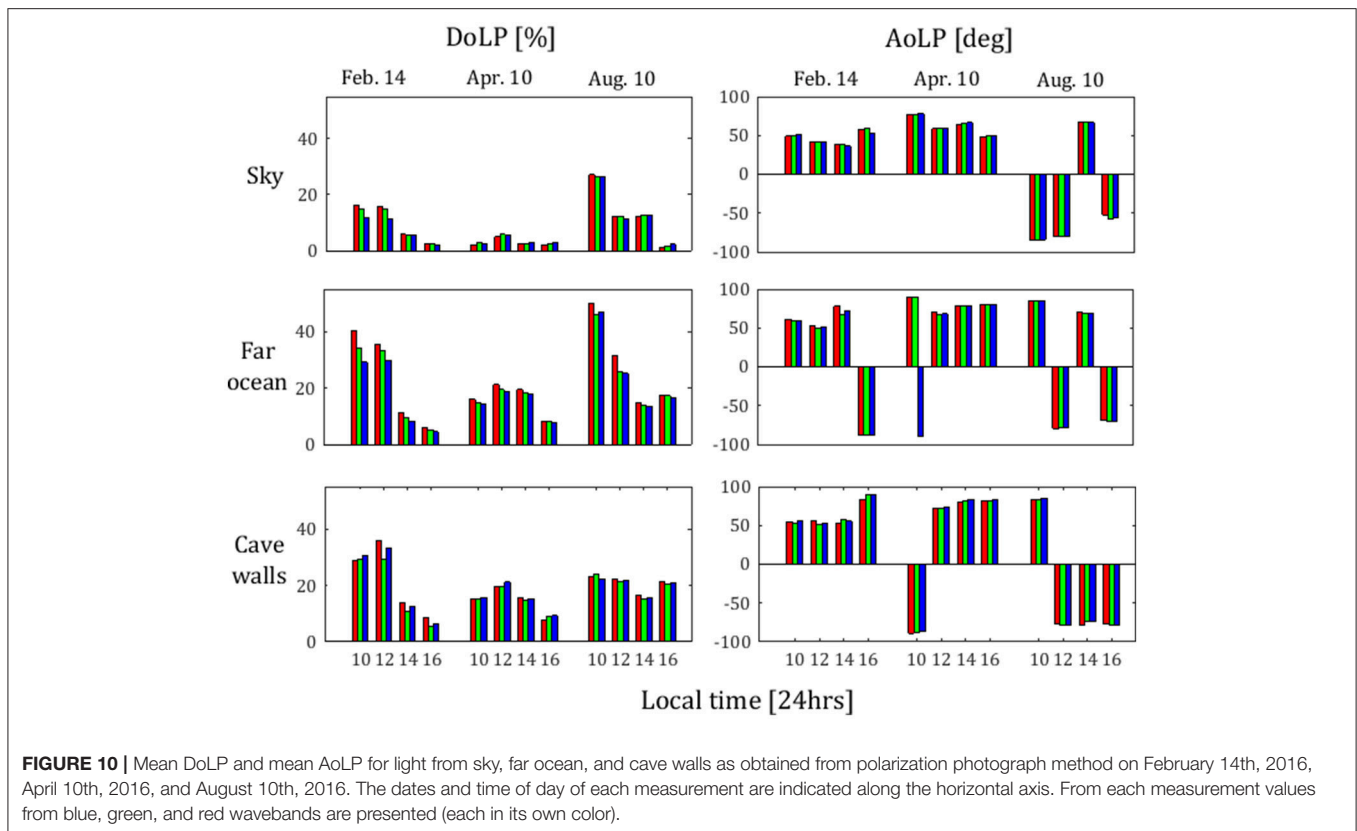 DoLP [%] AoLP [deg]
Feb. 14 Apr. 10 Aug. 10 Feb. 14 Apr. 10 Aug. 10
Sky
40
20
0
100
50
0
-50
-100
Far
ocean
40
20
0
100
50
0
-50
-100
Cave
walls
40
20
0
100
50
0
-50
-100
10 12 14 16 10 12 14 16 10 12 14 16 10 12 14 16 10 12 14 16 10 12 14 16
Local time [24hrs]
FIGURE 10 | Mean DoLP and mean AoLP for light from sky, far ocean, and cave walls as obtained from polarization photograph method on February 14th, 2016,
April 10th, 2016, and August 10th, 2016. The dates and time of day of each measurement are indicated along the horizontal axis. From each measurement values
from blue, green, and red wavebands are presented (each in its own color).